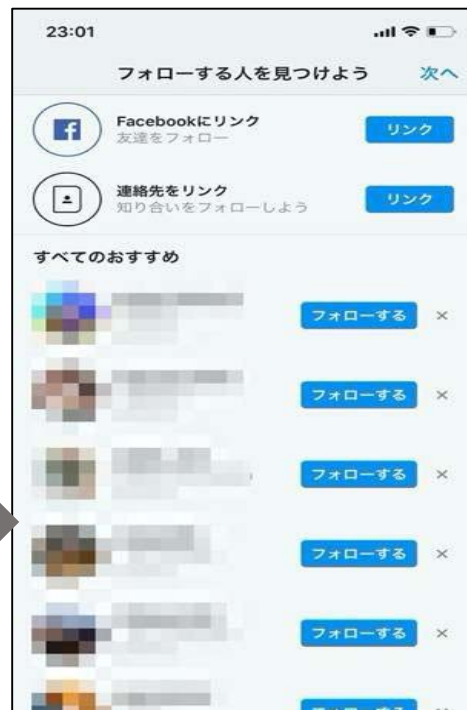 23:01
フォローする人を見つけよう 次へ
Facebookにリンク
友達をフォロー
リンク
連絡先をリンク
知り合いをフォローしよう
リンク
すべてのおすすめ
フォローする ×
フォローする ×
フォローする ×
フォローする ×
フォローする ×